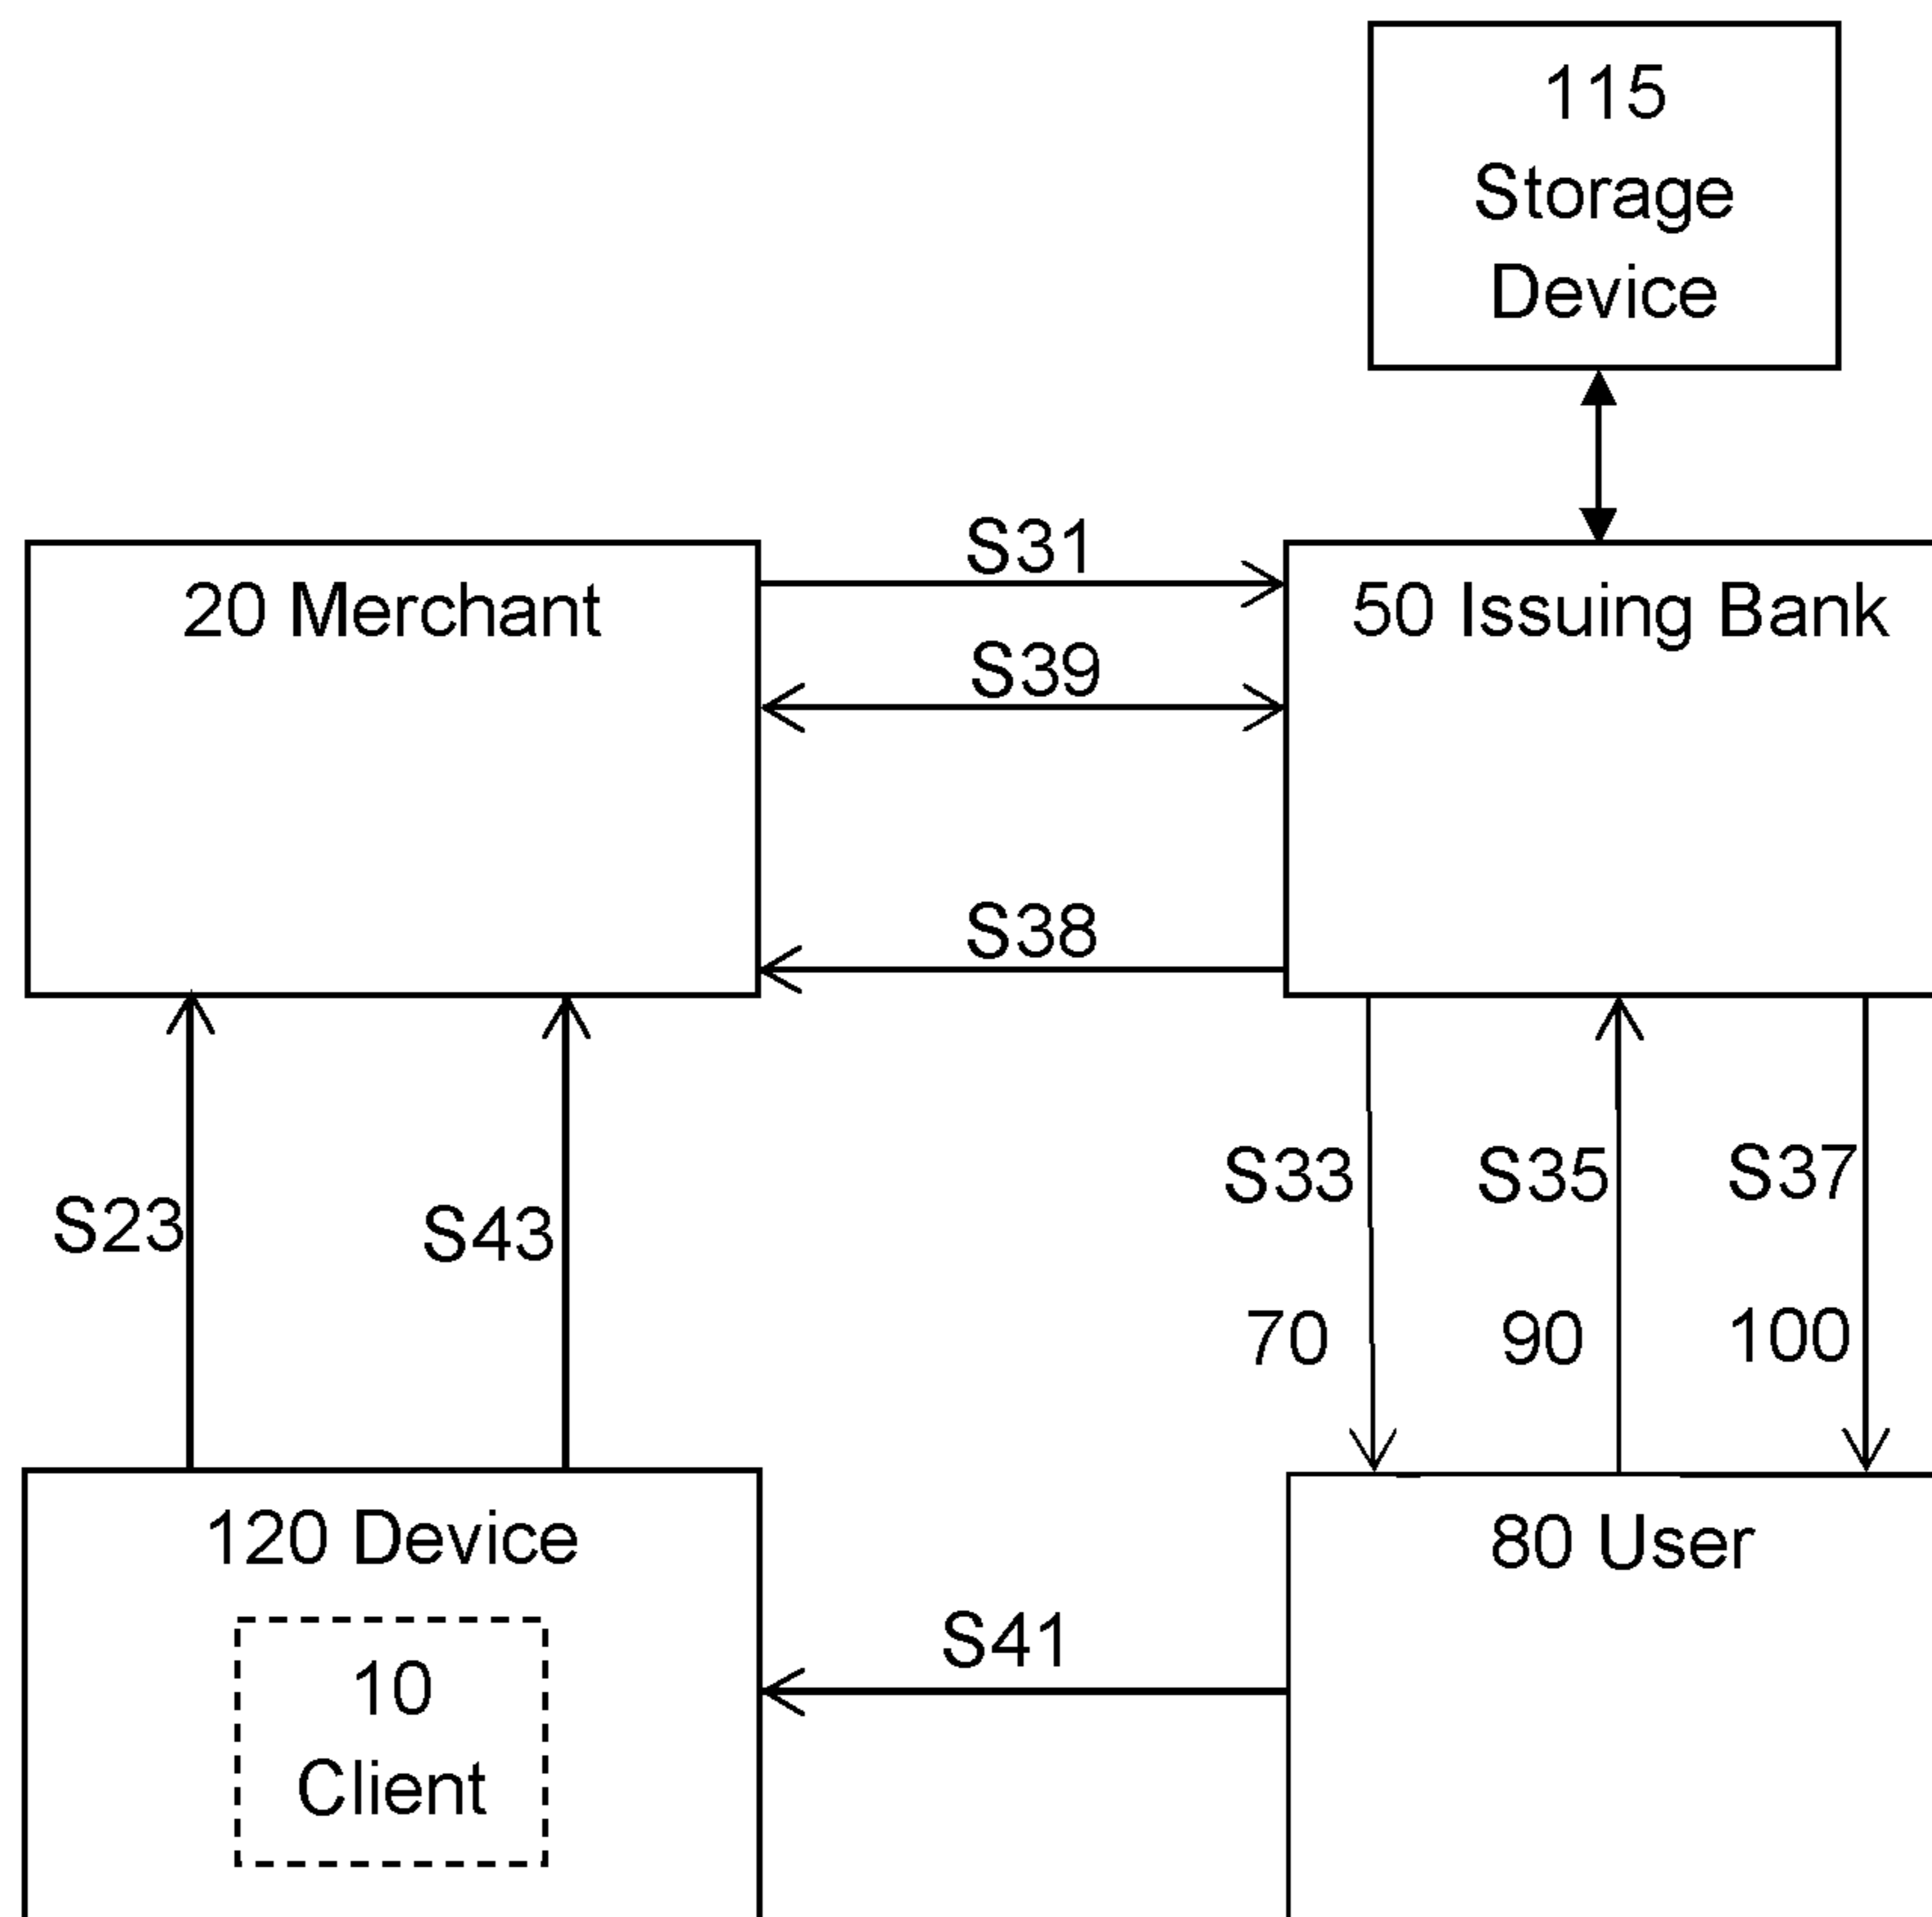 115
Storage
Device
S31
20 Merchant
50 Issuing Bank
S39
S38
S33
S35
S37
S23
S43
70
90
100
120 Device
80 User
S41
10
Client